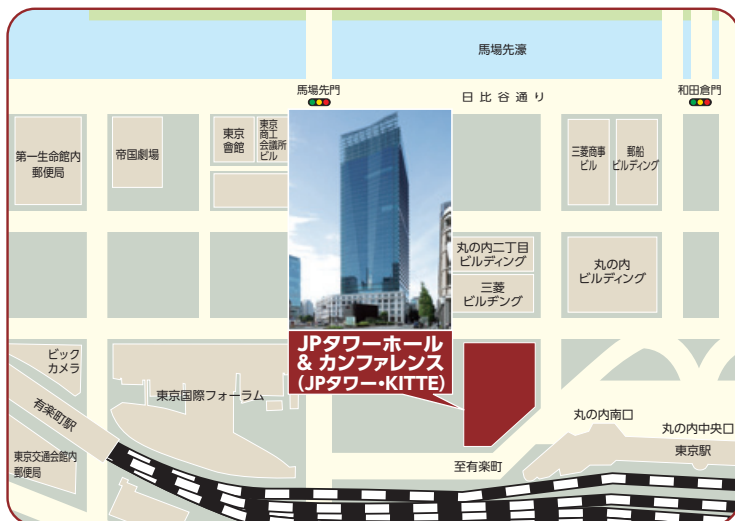 馬場先濠
馬場先門
日比谷通り
和田倉門
第一生命館内
郵便局
帝国劇場
東京
會館
東京
商工
会議所
ビル
三菱商事
ビル
郵船
ビルディング
丸の内二丁目
ビルディング
三菱
ビルヂング
丸の内
ビルディング
JPタワーホール
& カンファレンス
(JPタワー・KITTE)
ビック
カメラ
東京国際フォーラム
有楽町駅
東京交通会館内
郵便局
丸の内南口
丸の内中央口
東京駅
至有楽町